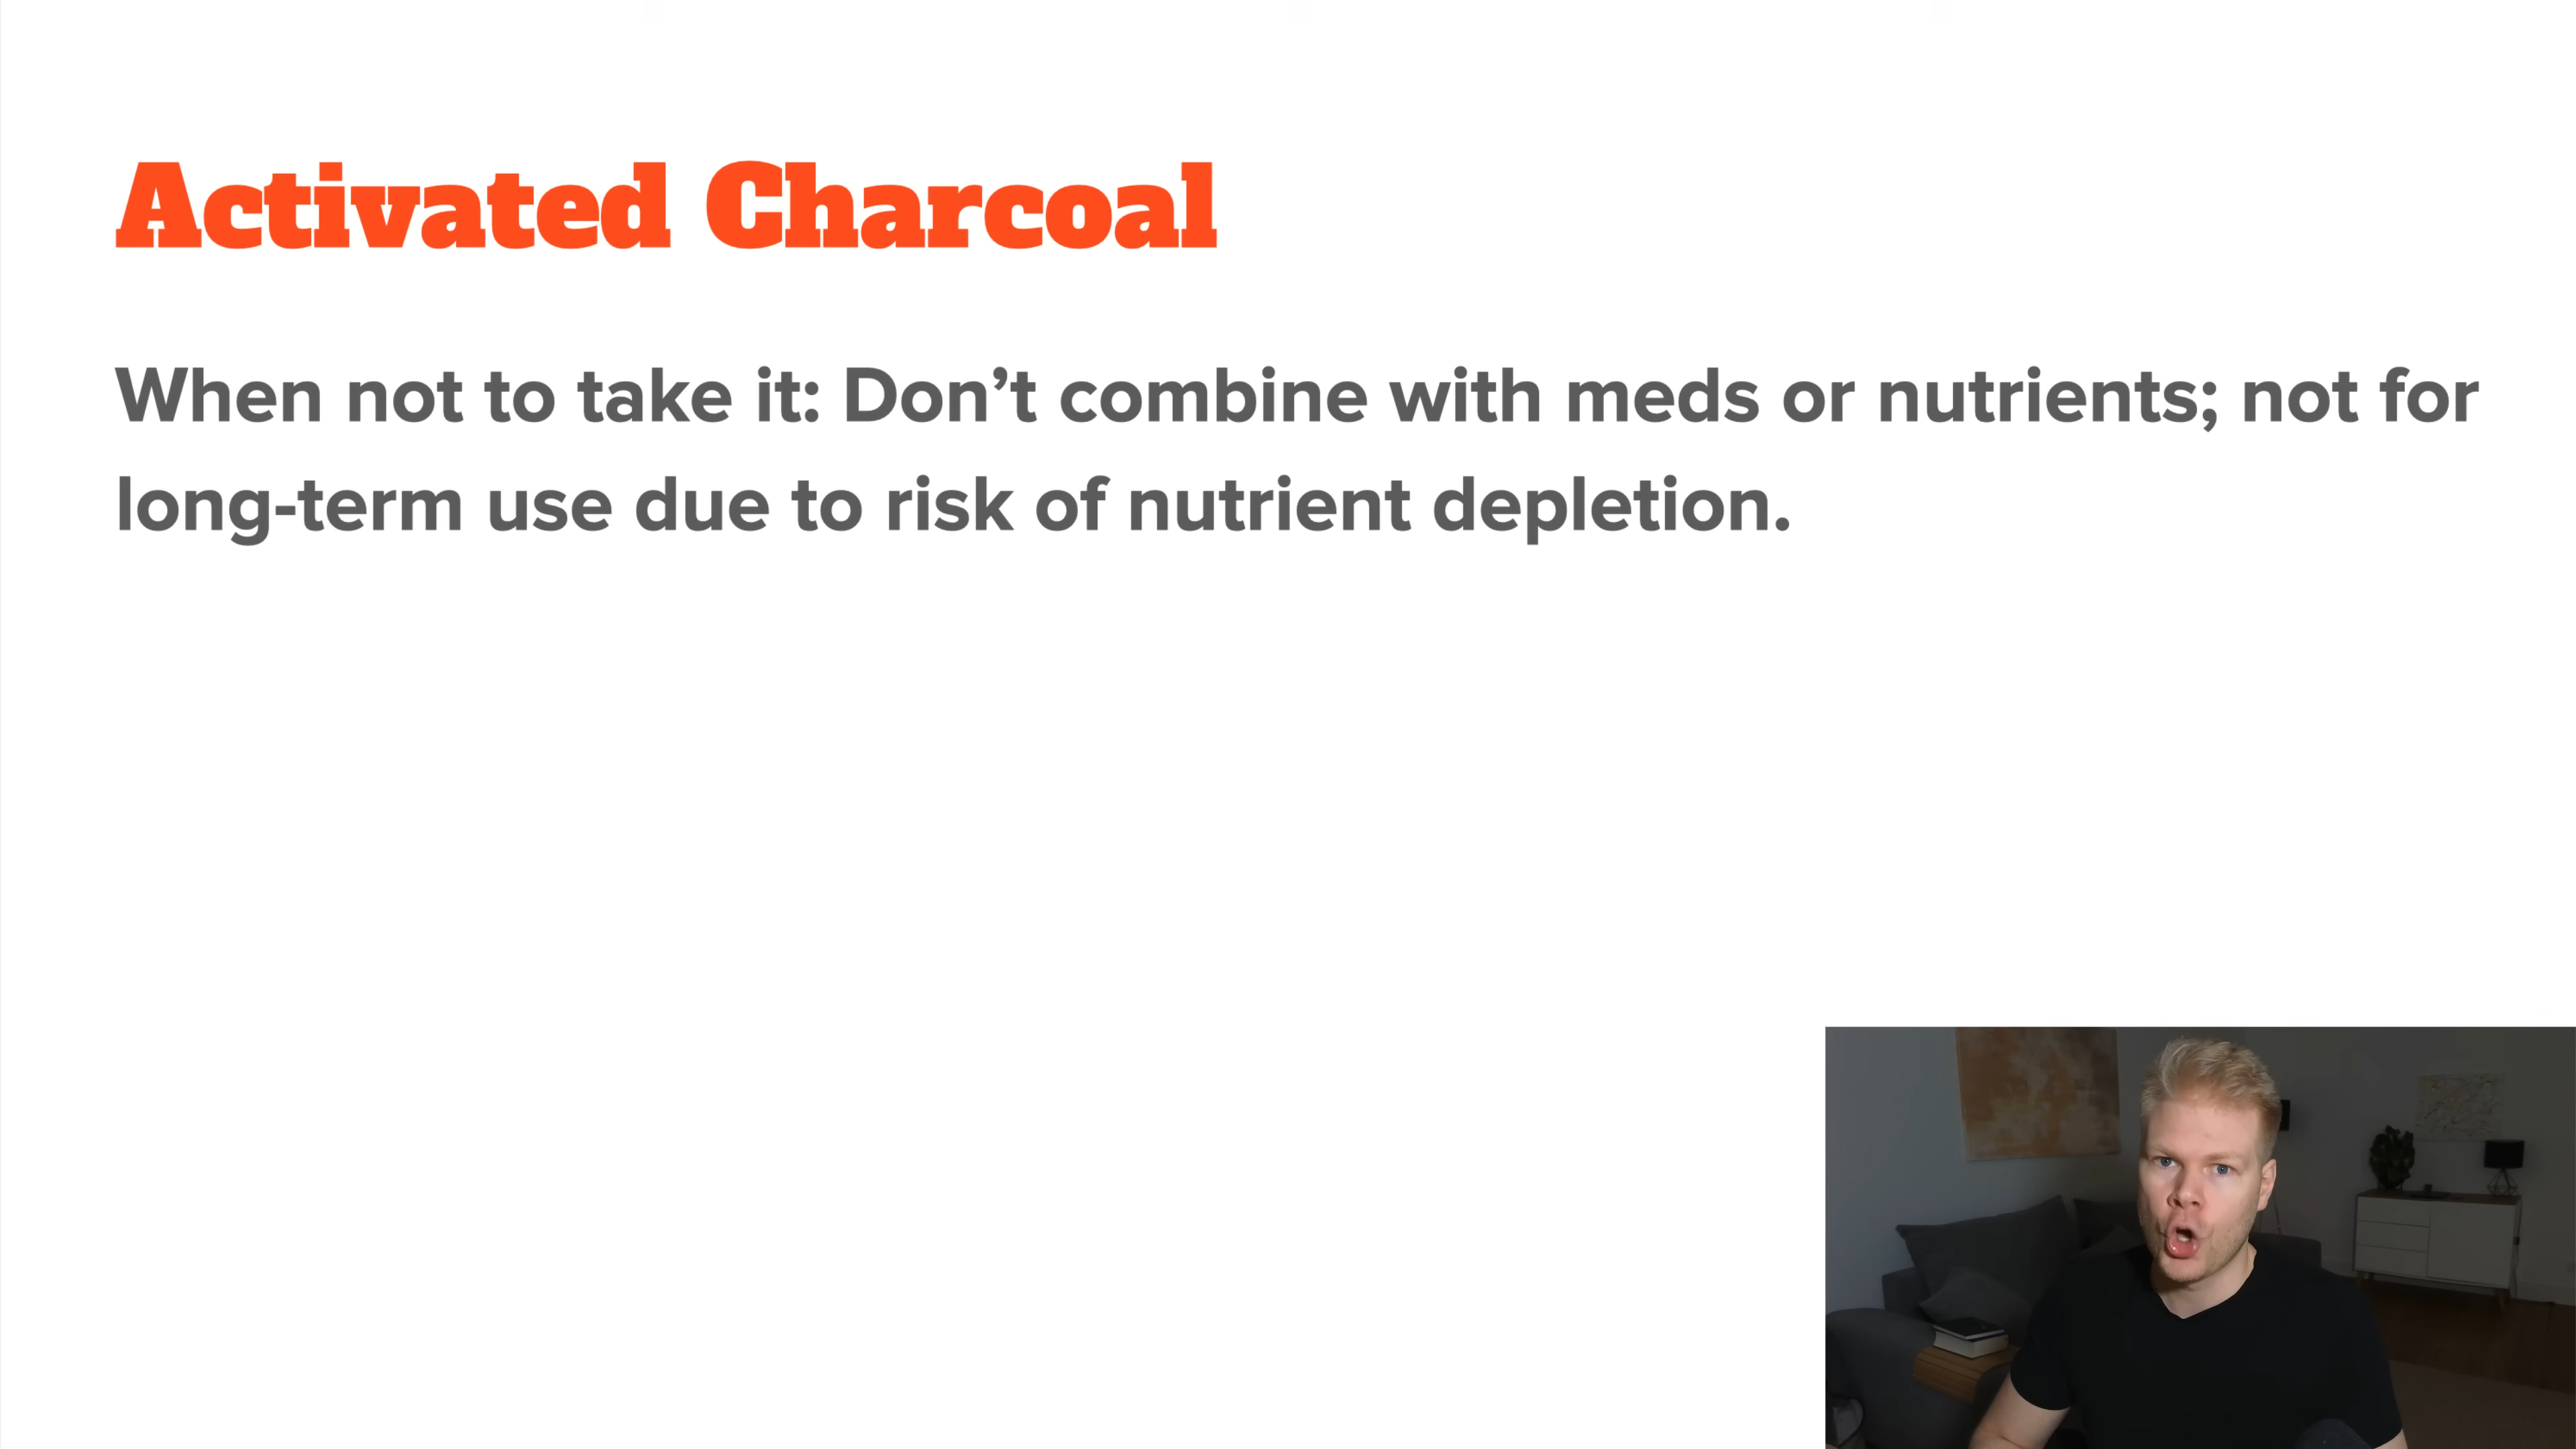 Activated Charcoal
When not to take it: Don’t combine with meds or nutrients; not for
long-term use due to risk of nutrient depletion.